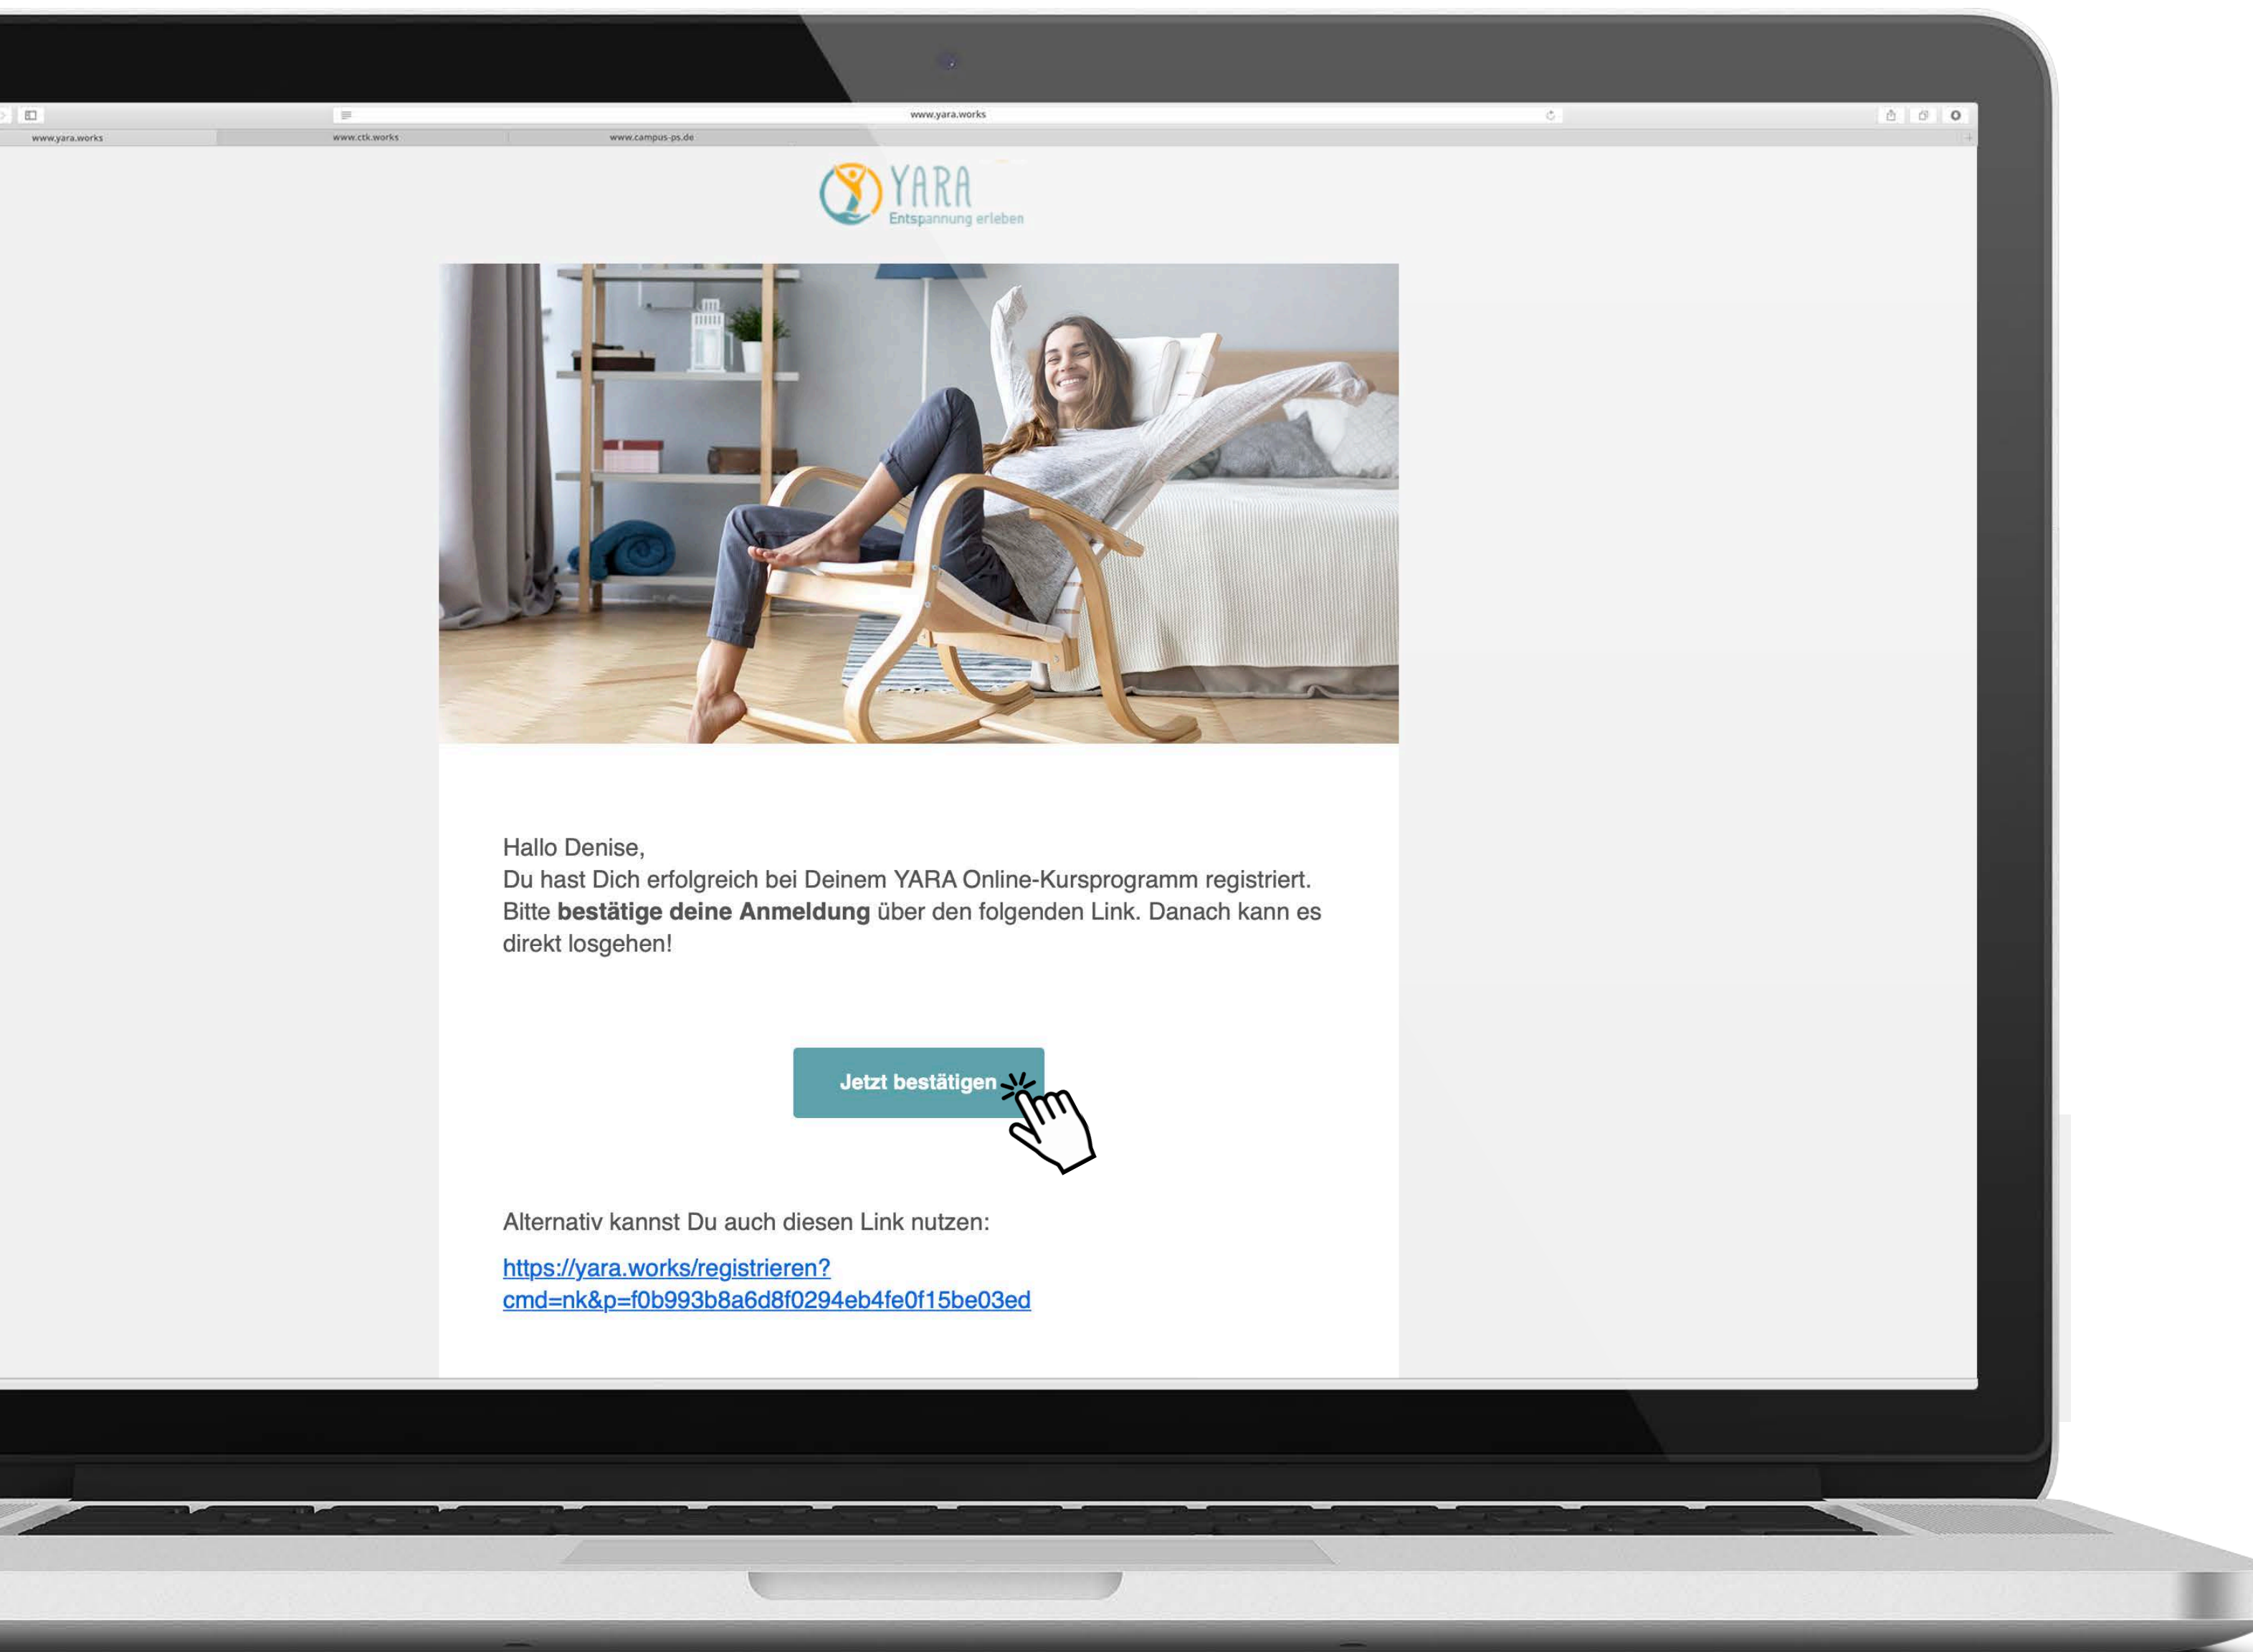 www.yara.works
www.yara.works
www.ctk.works
www.campus-ps.de
YARA
Entspannung erleben
Hallo Denise,
Du hast Dich erfolgreich bei Deinem YARA Online-Kursprogramm registriert.
Bitte bestätige deine Anmeldung über den folgenden Link. Danach kann es
direkt losgehen!
Jetzt bestätigen
Alternativ kannst Du auch diesen Link nutzen:
https://yara.works/registrieren?
cmd=nk&p=f0b993b8a6d8f0294eb4fe0f15be03ed